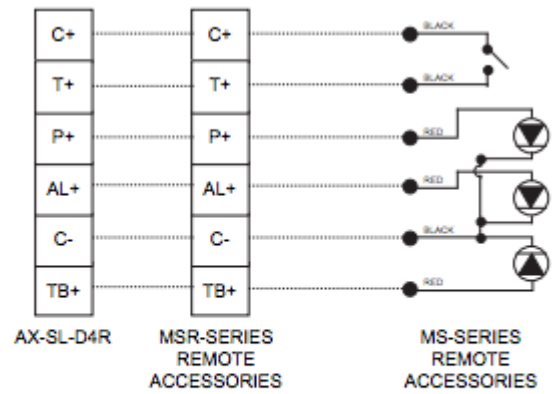 C+ C+ BLACK
T+ T+ BLACK
P+ P+ RED
AL+ AL+ RED
C- C- BLACK
TB+ TB+ RED
AX-SL-D4R
MSR-SERIES
REMOTE
ACCESSORIES
MS-SERIES
REMOTE
ACCESSORIES